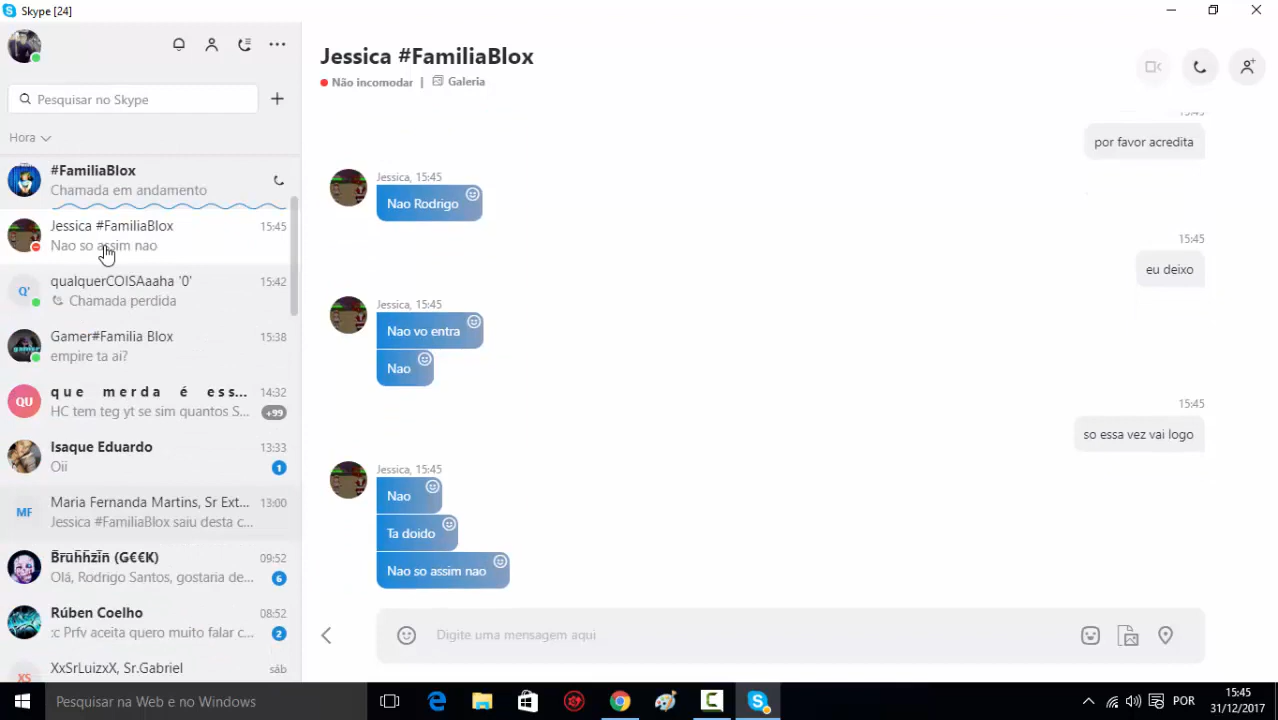 Skype [24]
Pesquisar no Skype
Hora
#FamiliaBlox
Chamada em andamento
Jessica #FamiliaBlox
15:45
Nao so assim nao
qualquerCOISAaaha '0'
15:42
Chamada perdida
Gamer#Familia Blox
15:38
empire ta ai?
q u e m e r d a é e s s...
14:32
HC tem teg yt se sim quantos S...
+99
Isaque Eduardo
13:33
Oii
1
Maria Fernanda Martins, Sr Ext...
13:00
Jessica #FamiliaBlox saiu desta c...
09:52
Olá, Rodrigo Santos, gostaria de...
6
Rúben Coelho
08:52
:c Prfv aceita quero muito falar c...
2
XxSrLuizxX, Sr.Gabriel
sáb
Q'
QU
MF
XS
Jessica #FamiliaBlox
Não incomodar | Galeria
15:45
por favor acredita
Jessica, 15:45
Nao Rodrigo
15:45
eu deixo
Jessica, 15:45
Nao vo entra
Nao
15:45
so essa vez vai logo
Jessica, 15:45
Nao
Ta doido
Nao so assim nao
Digite uma mensagem aqui
Pesquisar na Web e no Windows
POR
15:45
31/12/2017